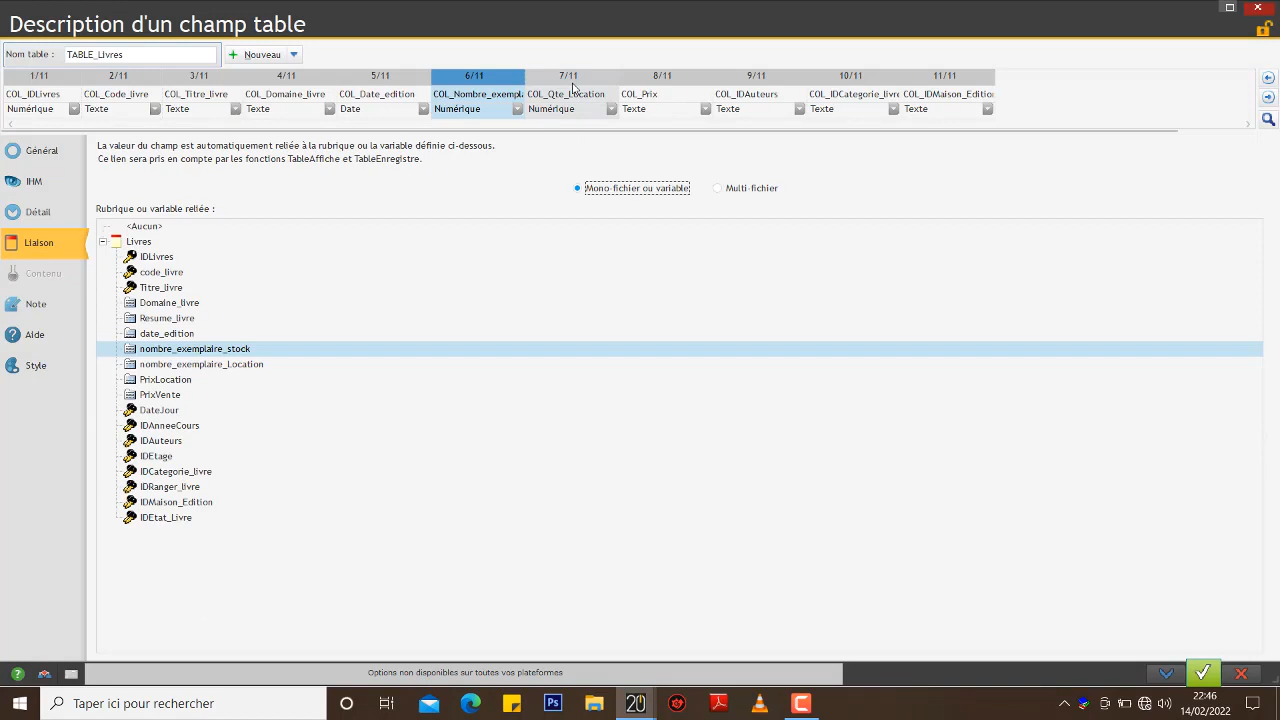 Description d'un champ table
Nom table : TABLE_Livres Nouveau
1/11 2/11 3/11 4/11 5/11 6/11 7/11 8/11 9/11 10/11 11/11
COL_IDLivres COL_Code_livre COL_Titre_livre COL_Domaine_livre COL_Date_edition COL_Nombre_exempl COL_Qte_Location COL_Prix COL_IDAuteurs COL_IDCategorie_livre COL_IDMaison_Edition
Numérique Texte Texte Texte Date Numérique Numérique Texte Texte Texte Texte
La valeur du champ est automatiquement reliée à la rubrique ou la variable définie ci-dessous.
Ce lien sera pris en compte par les fonctions TableAffiche et TableEnregistre.
Général
IHM
Détail
Liaison
Contenu
Note
Aide
Style
Mono-fichier ou variable Multi-fichier
Rubrique ou variable reliée :
<Aucun>
Livres
IDLivres
code_livre
Titre_livre
Domaine_livre
Resume_livre
date_edition
nombre_exemplaire_stock
nombre_exemplaire_Location
PrixLocation
PrixVente
DateJour
IDAnneeCours
IDAuteurs
IDEtage
IDCategorie_livre
IDRanger_livre
IDMaison_Edition
IDEtat_Livre
Options non disponibles sur toutes vos plateformes
Taper ici pour rechercher
Ps
20
22:46
14/02/2022